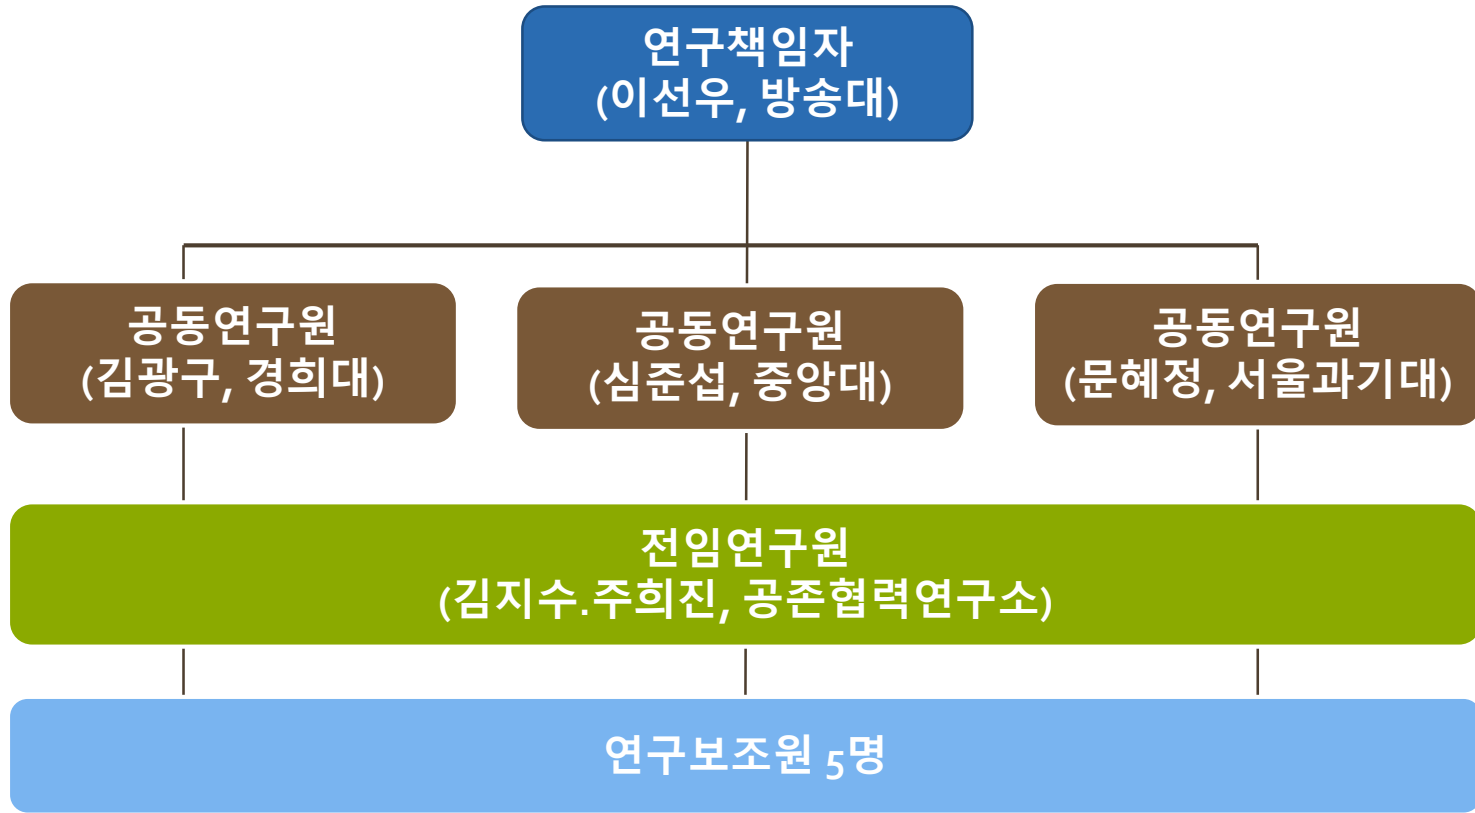 연구책임자
(이선우, 방송대)
공동연구원
(김광구, 경희대)
공동연구원
(심준섭, 중앙대)
공동연구원
(문혜정, 서울과기대)
전임연구원
(김지수.주희진, 공존협력연구소)
연구보조원 5명